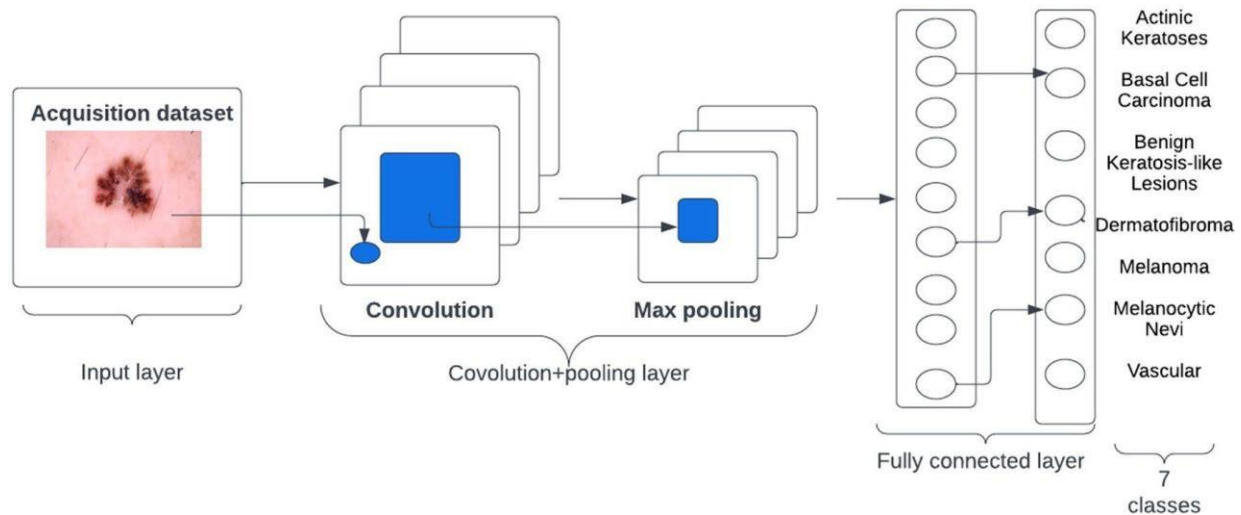 Acquisition dataset
Convolution
Max pooling
Input layer
Covolution+pooling layer
Fully connected layer
Actinic
Keratoses
Basal Cell
Carcinoma
Benign
Keratosis-like
Lesions
Dermatofibroma
Melanoma
Melanocytic
Nevi
Vascular
7
classes